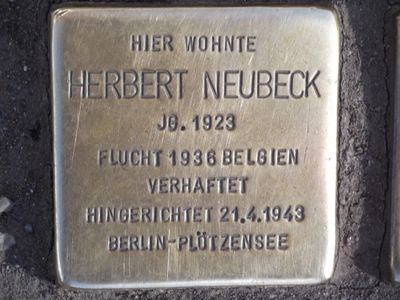 HIER WOHNTE
HERBERT NEUBECK
JG. 1923
FLUCHT 1936 BELGIEN
VERHAFTET
HINGERICHTET 21.4.1943
BERLIN-PLÖTZENSEE